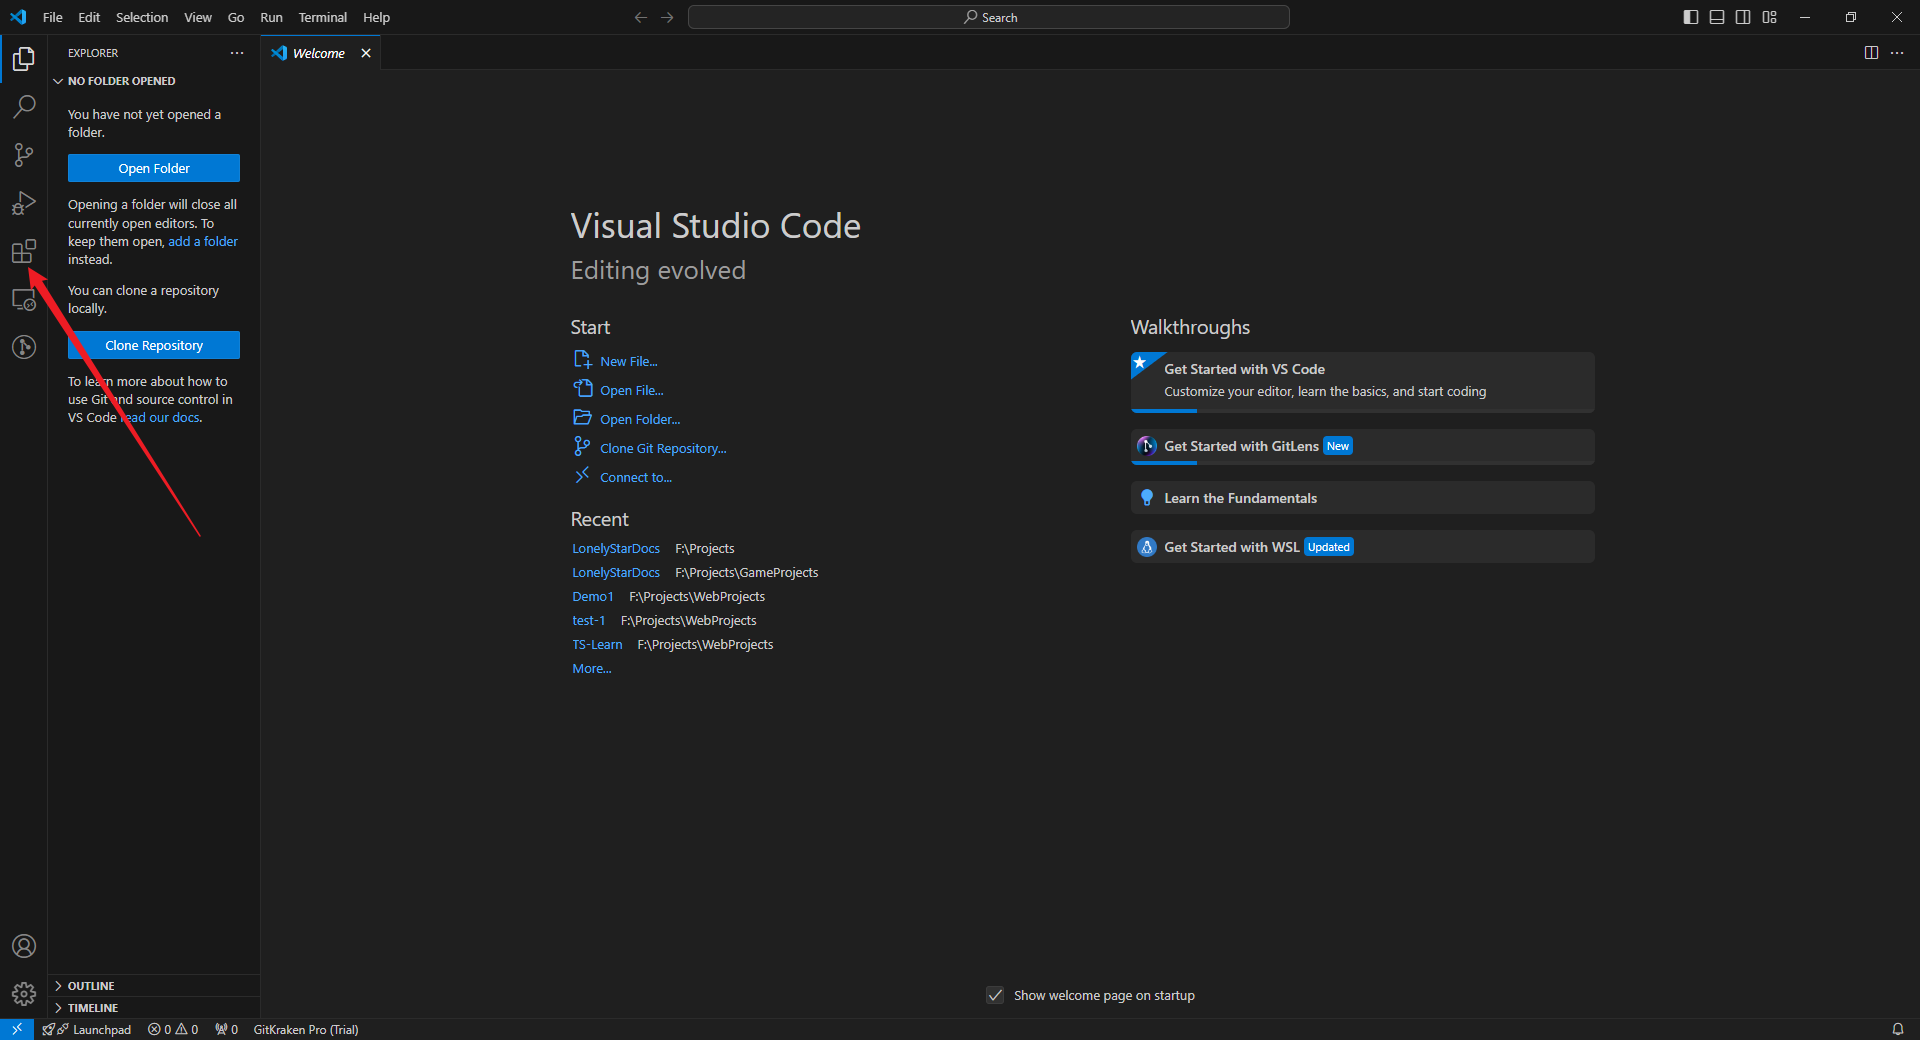 File Edit Selection View Go Run Terminal Help
Search
EXPLORER
Welcome
NO FOLDER OPENED
You have not yet opened a
folder.
Open Folder
Opening a folder will close all
currently open editors. To
keep them open, add a folder
instead.
You can clone a repository
locally.
Clone Repository
To learn more about how to
use Git and source control in
VS Code read our docs.
Visual Studio Code
Editing evolved
Start
New File...
Open File...
Open Folder...
Clone Git Repository...
Connect to...
Recent
LonelyStarDocs F:\Projects
LonelyStarDocs F:\Projects\GameProjects
Demo1 F:\Projects\WebProjects
test-1 F:\Projects\WebProjects
TS-Learn F:\Projects\WebProjects
More...
Walkthroughs
Get Started with VS Code
Customize your editor, learn the basics, and start coding
Get Started with GitLens New
Learn the Fundamentals
Get Started with WSL Updated
OUTLINE
TIMELINE
Show welcome page on startup
Launchpad 0 0 0 GitKraken Pro (Trial)